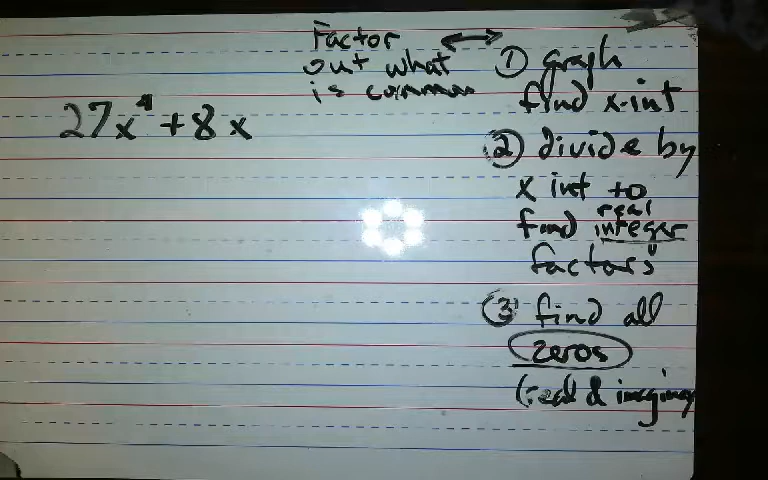 Factor
out what
is common
27x⁴ + 8x
① graph
find x-int
② divide by
x int to
real
find integer
factors
③ find all
zeros
(real &